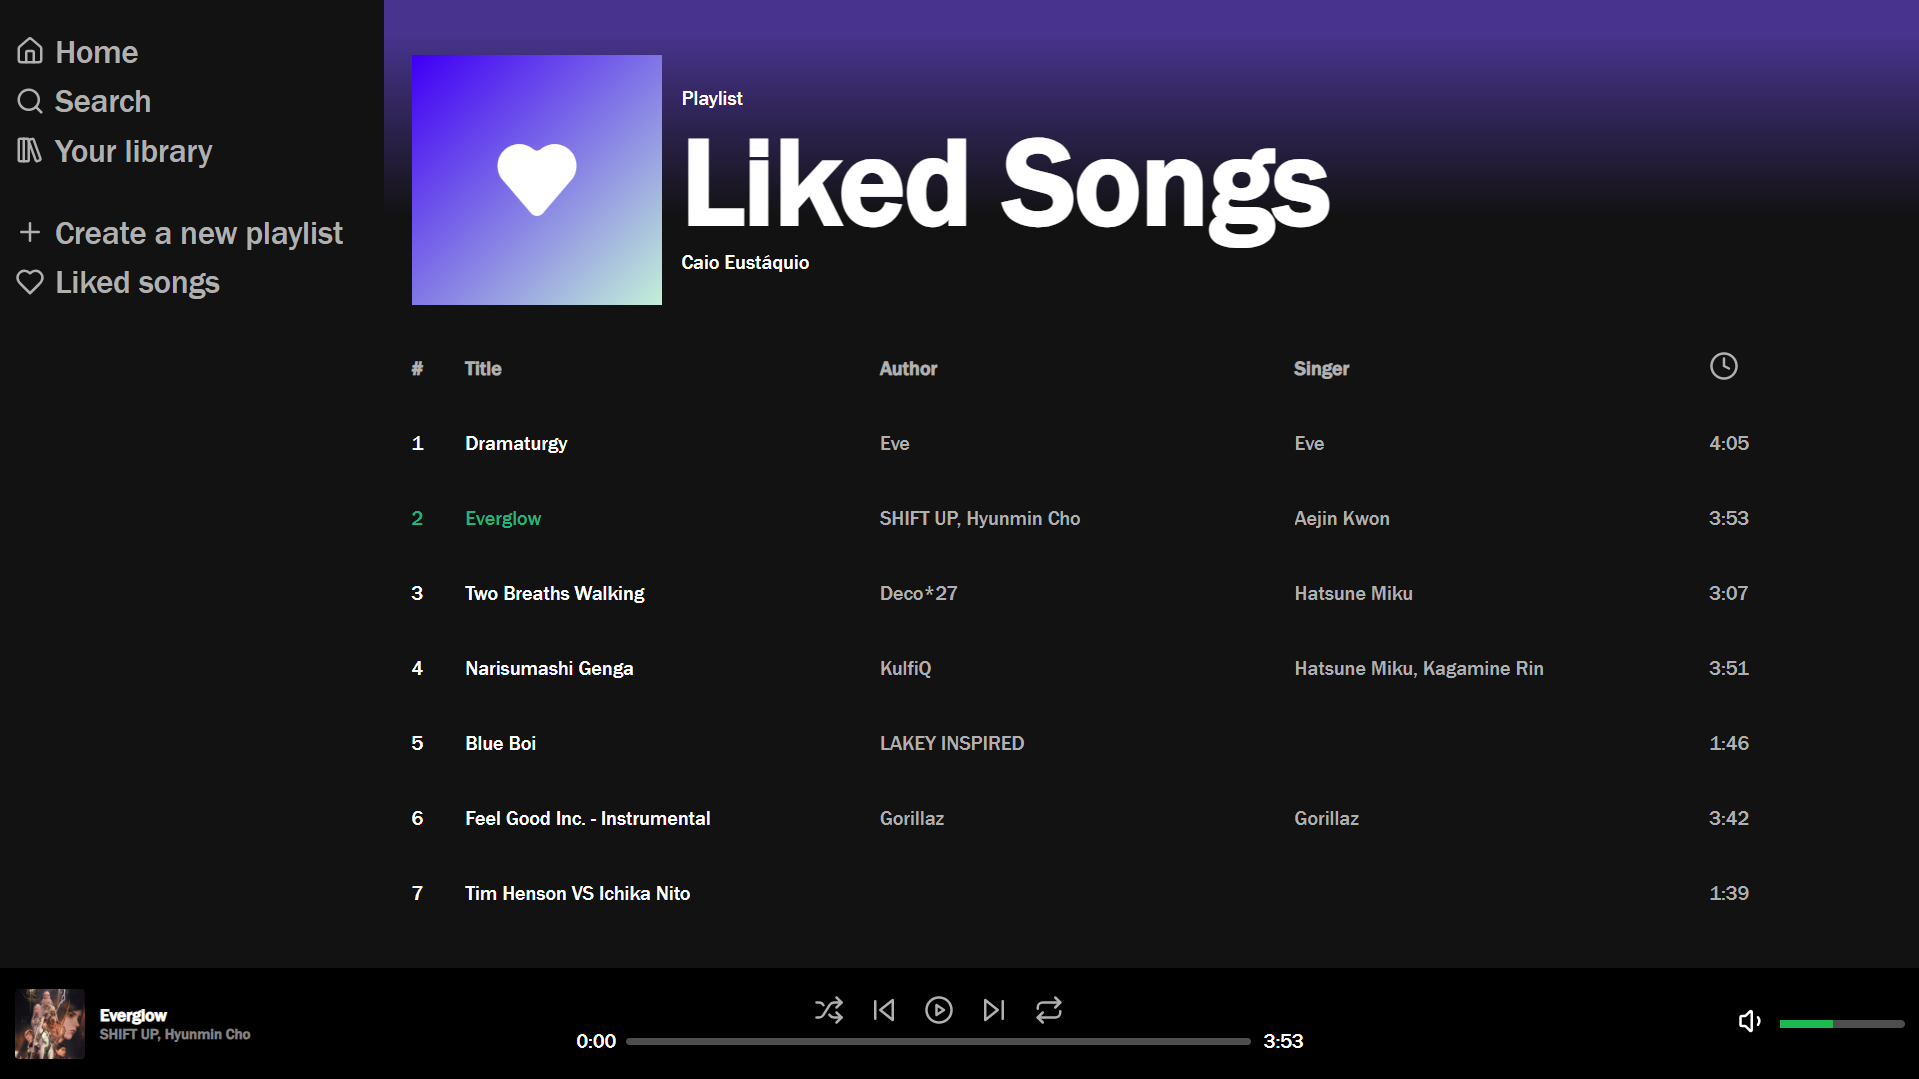 Home
Search
Your library
Create a new playlist
Liked songs
Playlist
Liked Songs
Caio Eustáquio
# Title Author Singer
1 Dramaturgy Eve Eve 4:05
2 Everglow SHIFT UP, Hyunmin Cho Aejin Kwon 3:53
3 Two Breaths Walking Deco*27 Hatsune Miku 3:07
4 Narisumashi Genga KulfiQ Hatsune Miku, Kagamine Rin 3:51
5 Blue Boi LAKEY INSPIRED 1:46
6 Feel Good Inc. - Instrumental Gorillaz Gorillaz 3:42
7 Tim Henson VS Ichika Nito 1:39
Everglow
SHIFT UP, Hyunmin Cho
0:00 3:53